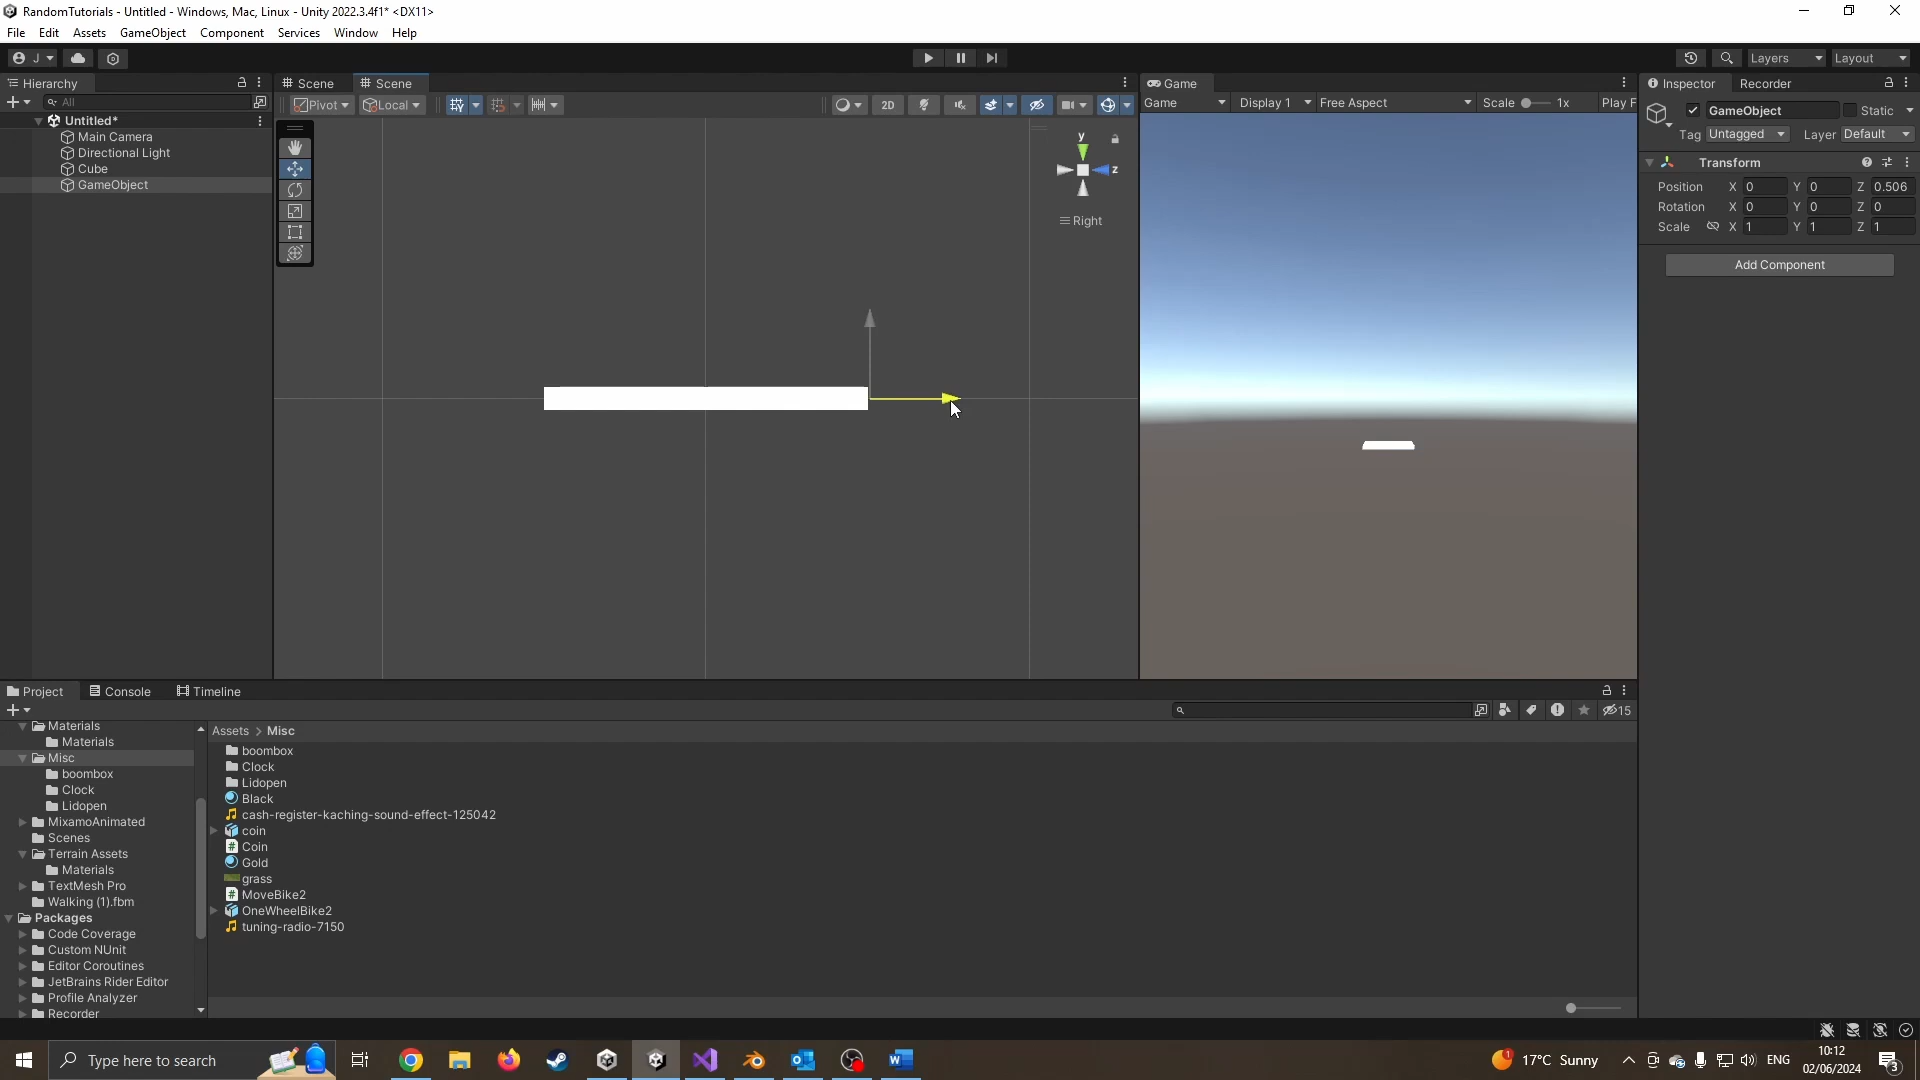 RandomTutorials - Untitled - Windows, Mac, Linux - Unity 2022.3.4f1* <DX11>
File Edit Assets GameObject Component Services Window Help
J Layers Layout
Hierarchy Scene Scene Game Inspector Recorder
All Pivot Local 2D Game Display 1 Free Aspect Scale 1x Play F GameObject Static
Untitled* Tag Untagged Layer Default
Main Camera
Directional Light
Cube
GameObject
y
z
Right
Transform
Position X 0 Y 0 Z 0.506
Rotation X 0 Y 0 Z 0
Scale X 1 Y 1 Z 1
Add Component
Project Console Timeline
15
Materials
Materials
Misc
boombox
Clock
Lidopen
MixamoAnimated
Scenes
Terrain Assets
Materials
TextMesh Pro
Walking (1).fbm
Packages
Code Coverage
Custom NUnit
Editor Coroutines
JetBrains Rider Editor
Profile Analyzer
Recorder
Assets > Misc
boombox
Clock
Lidopen
Black
cash-register-kaching-sound-effect-125042
coin
Coin
Gold
grass
MoveBike2
OneWheelBike2
tuning-radio-7150
Type here to search
1 17°C Sunny ENG 10:12
02/06/2024 3